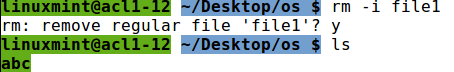 linuxmint@acl1-12 ~/Desktop/os $ rm -i file1
rm: remove regular file 'file1'? y
linuxmint@acl1-12 ~/Desktop/os $ ls
abc